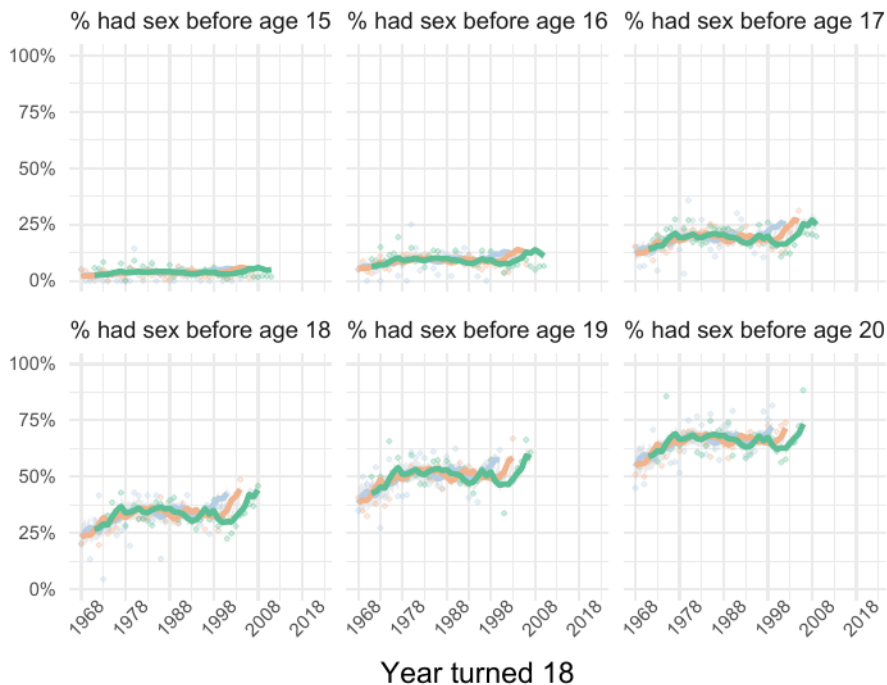 % had sex before age 15 % had sex before age 16 % had sex before age 17
100%
75%
50%
25%
0%
% had sex before age 18 % had sex before age 19 % had sex before age 20
100%
75%
50%
25%
0%
1968 1978 1988 1998 2008 2018 1968 1978 1988 1998 2008 2018 1968 1978 1988 1998 2008 2018
Year turned 18